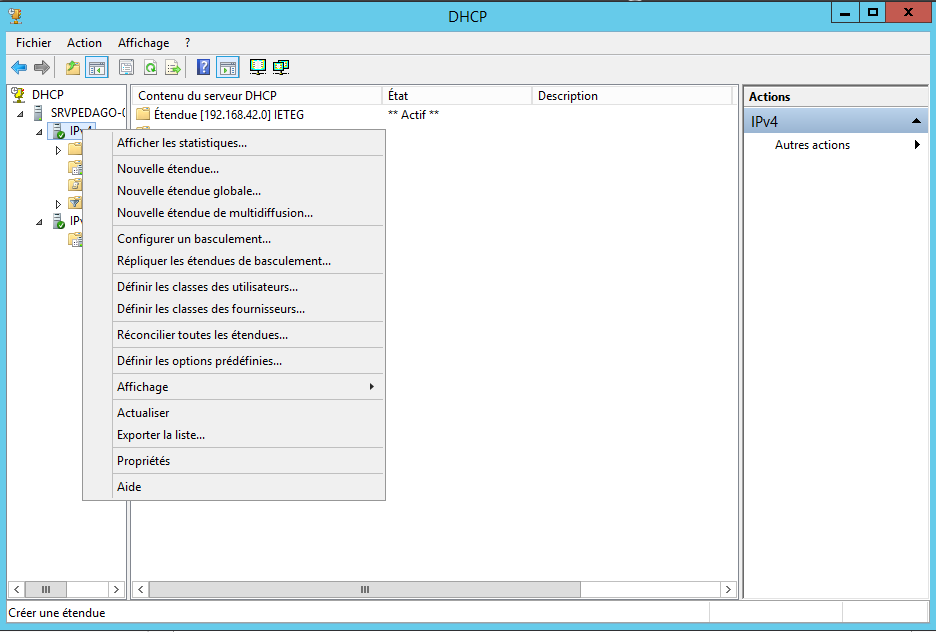 DHCP
Fichier Action Affichage ?
DHCP
SRVPEDAGO-
IPv4
Contenu du serveur DHCP État Description
Étendue [192.168.42.0] IETEG ** Actif **
Actions
IPv4
Autres actions
Afficher les statistiques...
Nouvelle étendue...
Nouvelle étendue globale...
Nouvelle étendue de multidiffusion...
Configurer un basculement...
Répliquer les étendues de basculement...
Définir les classes des utilisateurs...
Définir les classes des fournisseurs...
Réconcilier toutes les étendues...
Définir les options prédéfinies...
Affichage
Actualiser
Exporter la liste...
Propriétés
Aide
Créer une étendue